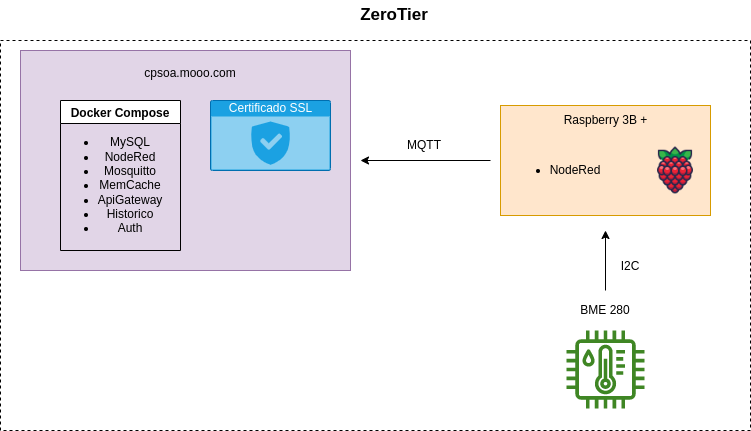 ZeroTier
cpsoa.mooo.com
Docker Compose
MySQL
NodeRed
Mosquitto
MemCache
ApiGateway
Historico
Auth
Certificado SSL
MQTT
Raspberry 3B +
NodeRed
I2C
BME 280